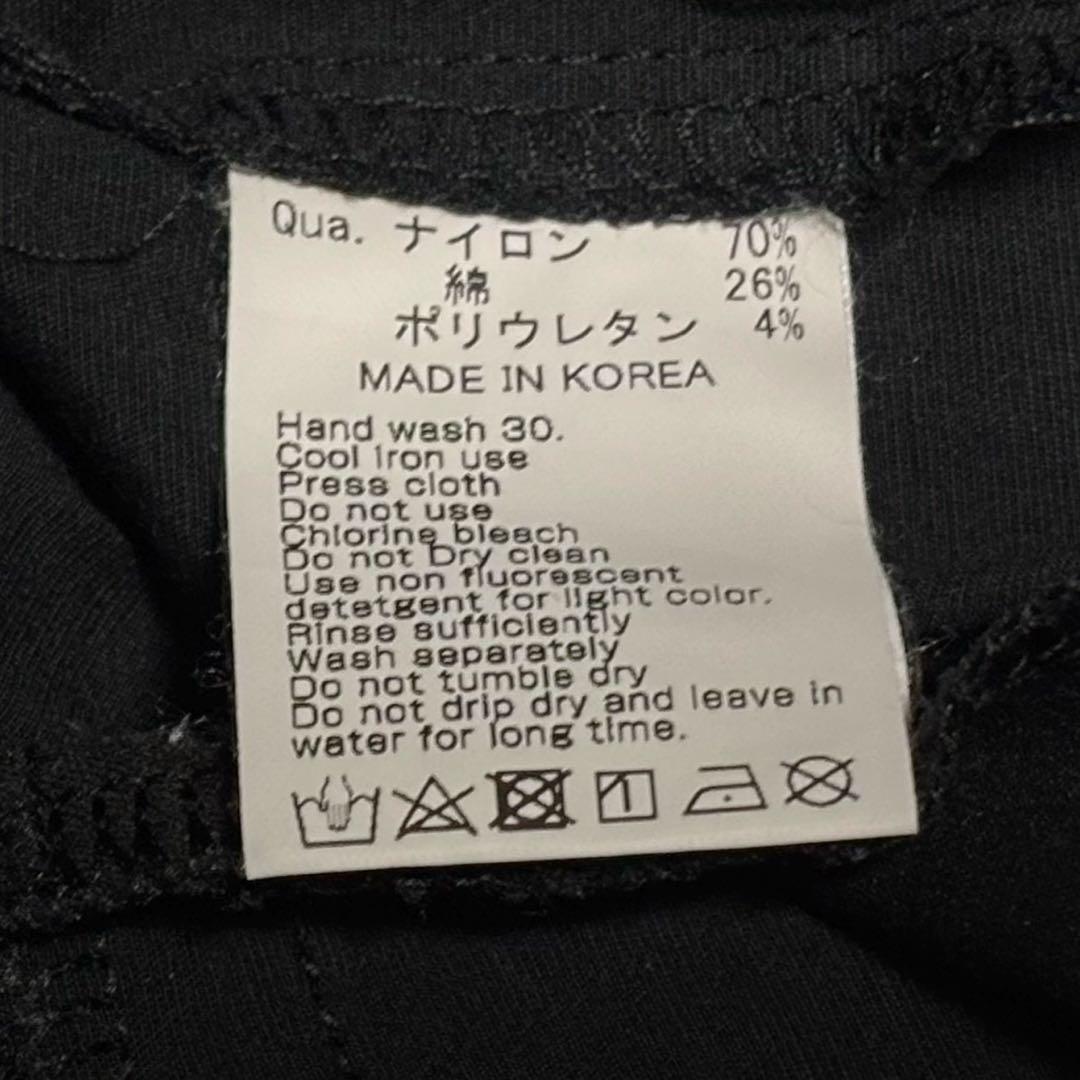 Qua. ナイロン 70%
綿 26%
ポリウレタン 4%
MADE IN KOREA
Hand wash 30.
Cool iron use
Press cloth
Do not use
Chlorine bleach
Do not Dry clean
Use non fluorescent
detetgent for light color.
Rinse sufficiently
Wash separately
Do not tumble dry
Do not drip dry and leave in
water for long time.